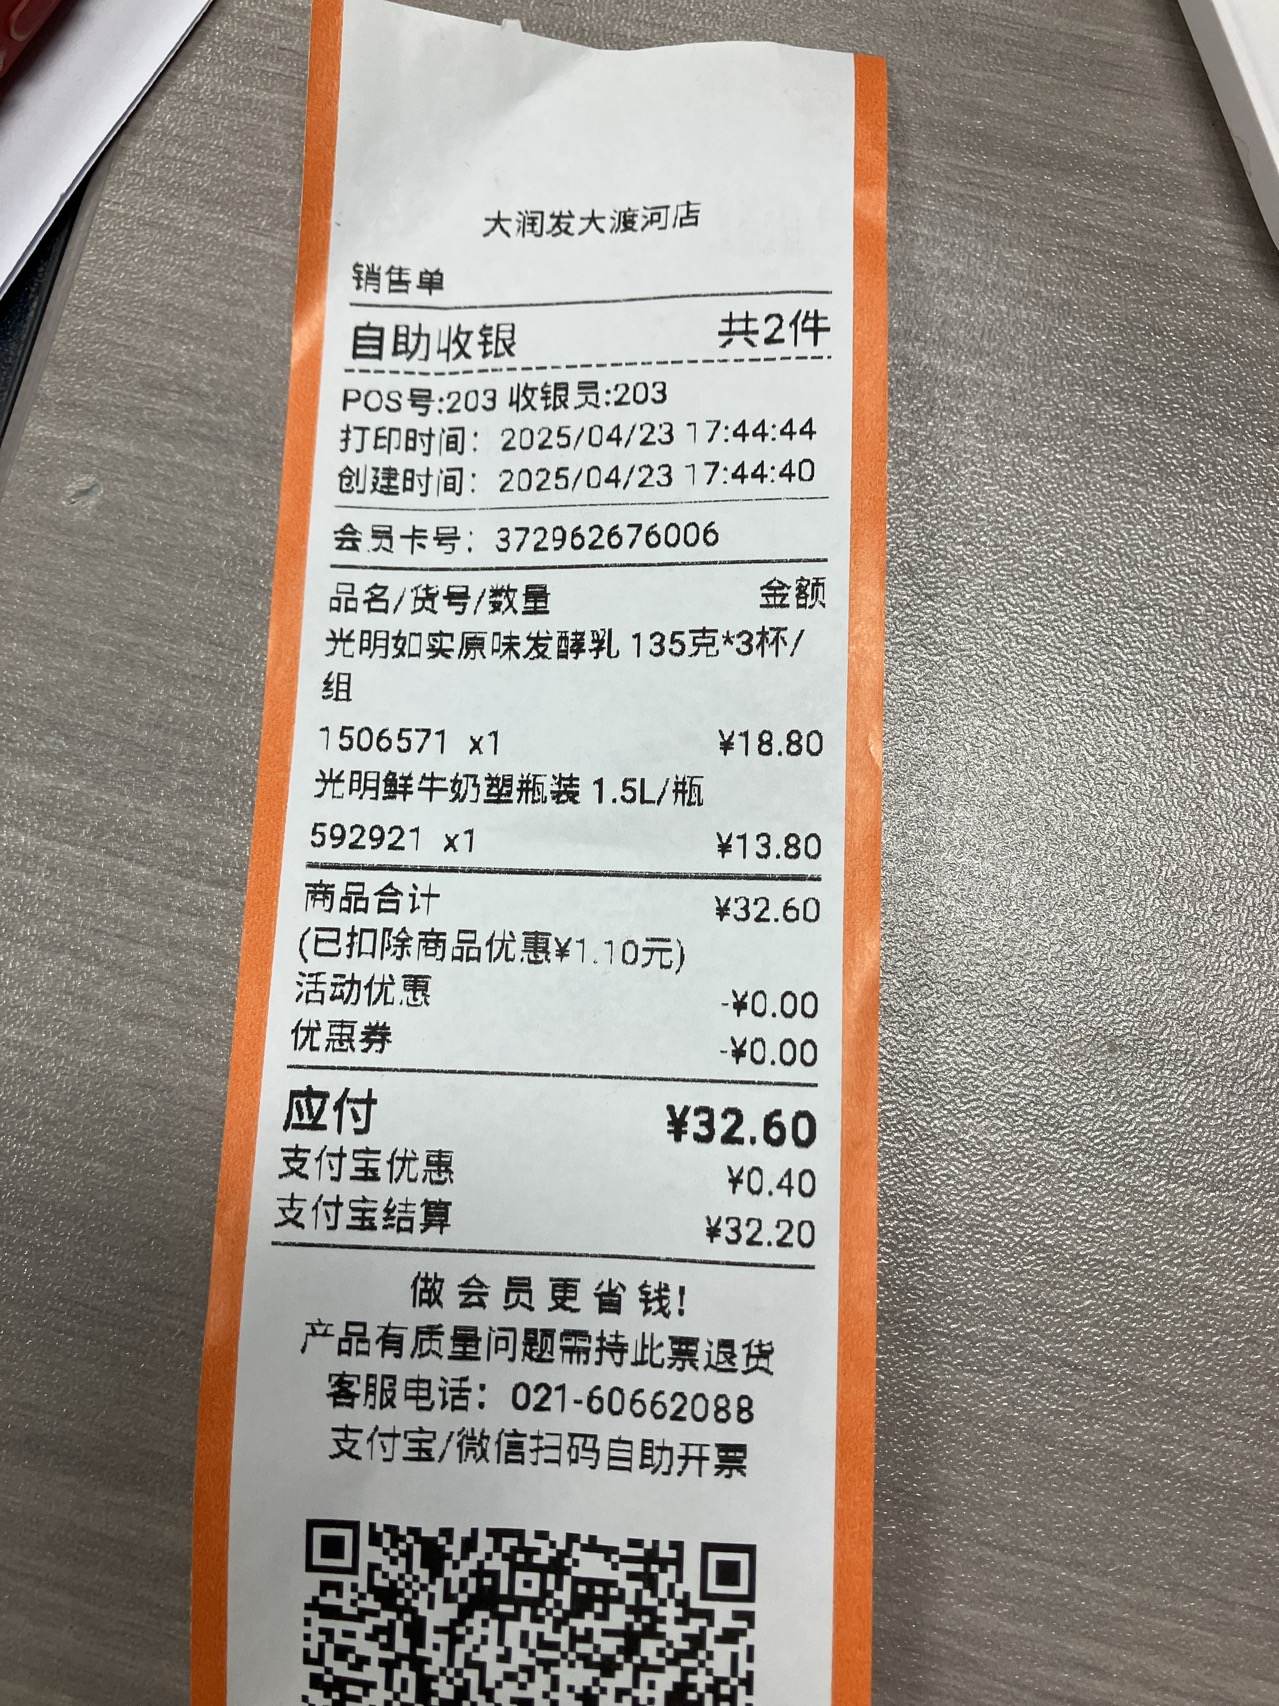 大润发大渡河店
销售单
自助收银 共2件
POS号:203 收银员:203
打印时间： 2025/04/23 17:44:44
创建时间： 2025/04/23 17:44:40
会员卡号： 372962676006
品名/货号/数量 金额
光明如实原味发酵乳 135克*3杯/
组
1506571 x1 ¥18.80
光明鲜牛奶塑瓶装 1.5L/瓶
592921 x1 ¥13.80
商品合计 ¥32.60
(已扣除商品优惠¥1.10元)
活动优惠 -¥0.00
优惠券 -¥0.00
应付 ¥32.60
支付宝优惠 ¥0.40
支付宝结算 ¥32.20
做会员更省钱!
产品有质量问题需持此票退货
客服电话： 021-60662088
支付宝/微信扫码自助开票